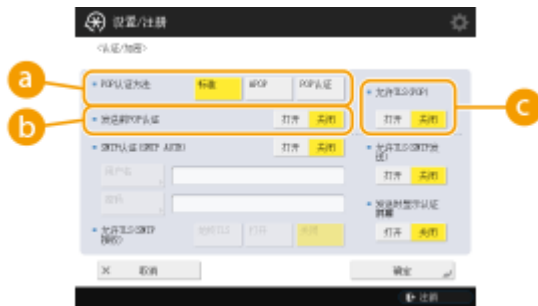 设置/注册
<认证/加密>
a
POP认证方法 标准 APOP POP认证
允许TLS(POP)
打开 关闭
c
b
发送前POP认证 打开 关闭
SMTP认证(SMTP AUTH) 打开 关闭
允许TLS(SMTP发送)
打开 关闭
用户名
密码
发送时显示认证屏幕
打开 关闭
允许TLS(SMTP接收) 始终TLS 打开 关闭
取消
确定
注销